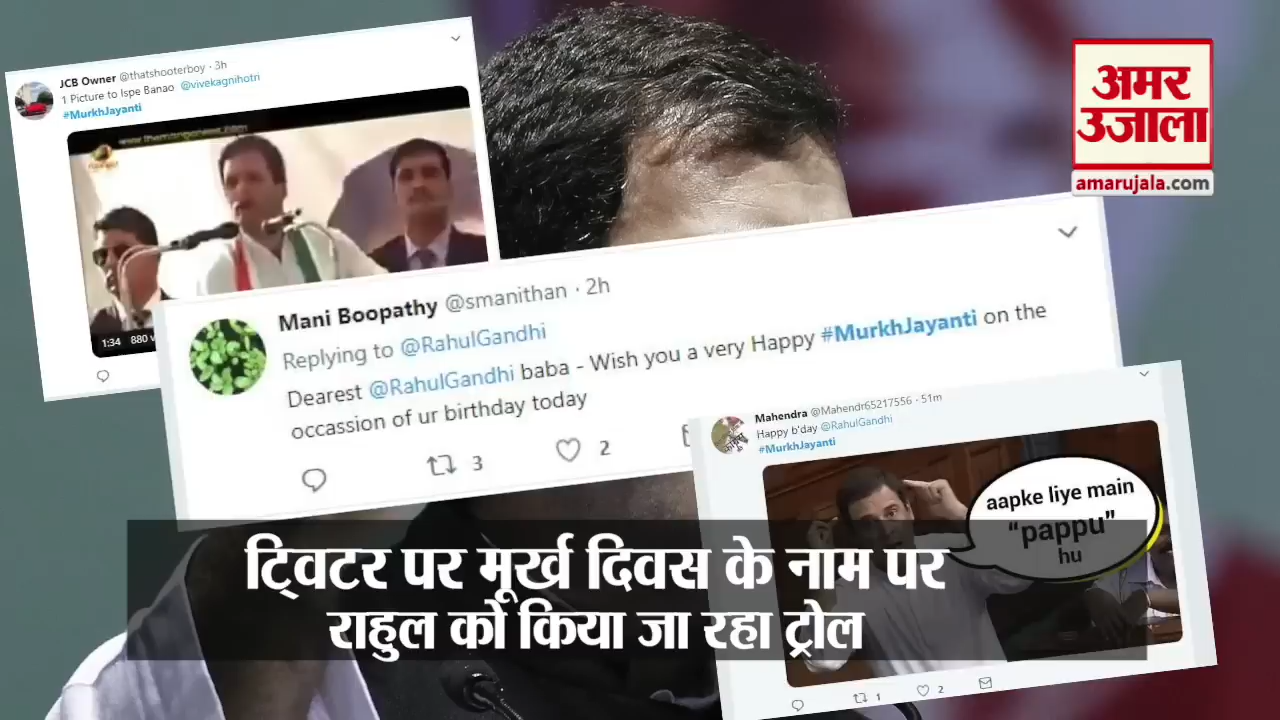 JCB Owner @thatshooterboy · 3h
1 Picture to Ispe Banao @vivekagnihotri
#MurkhJayanti
1:34 880
अमर
उजाला
amarujala.com
Mani Boopathy @smanithan · 2h
Replying to @RahulGandhi
Dearest @RahulGandhi baba - Wish you a very Happy #MurkhJayanti on the
occassion of ur birthday today
3 2
Mahendra @Mahendr65217556 · 51m
Happy b'day @RahulGandhi
#MurkhJayanti
aapke liye main
“pappu”
hu
1 2
ट्विटर पर मूर्ख दिवस के नाम पर
राहुल को किया जा रहा ट्रोल